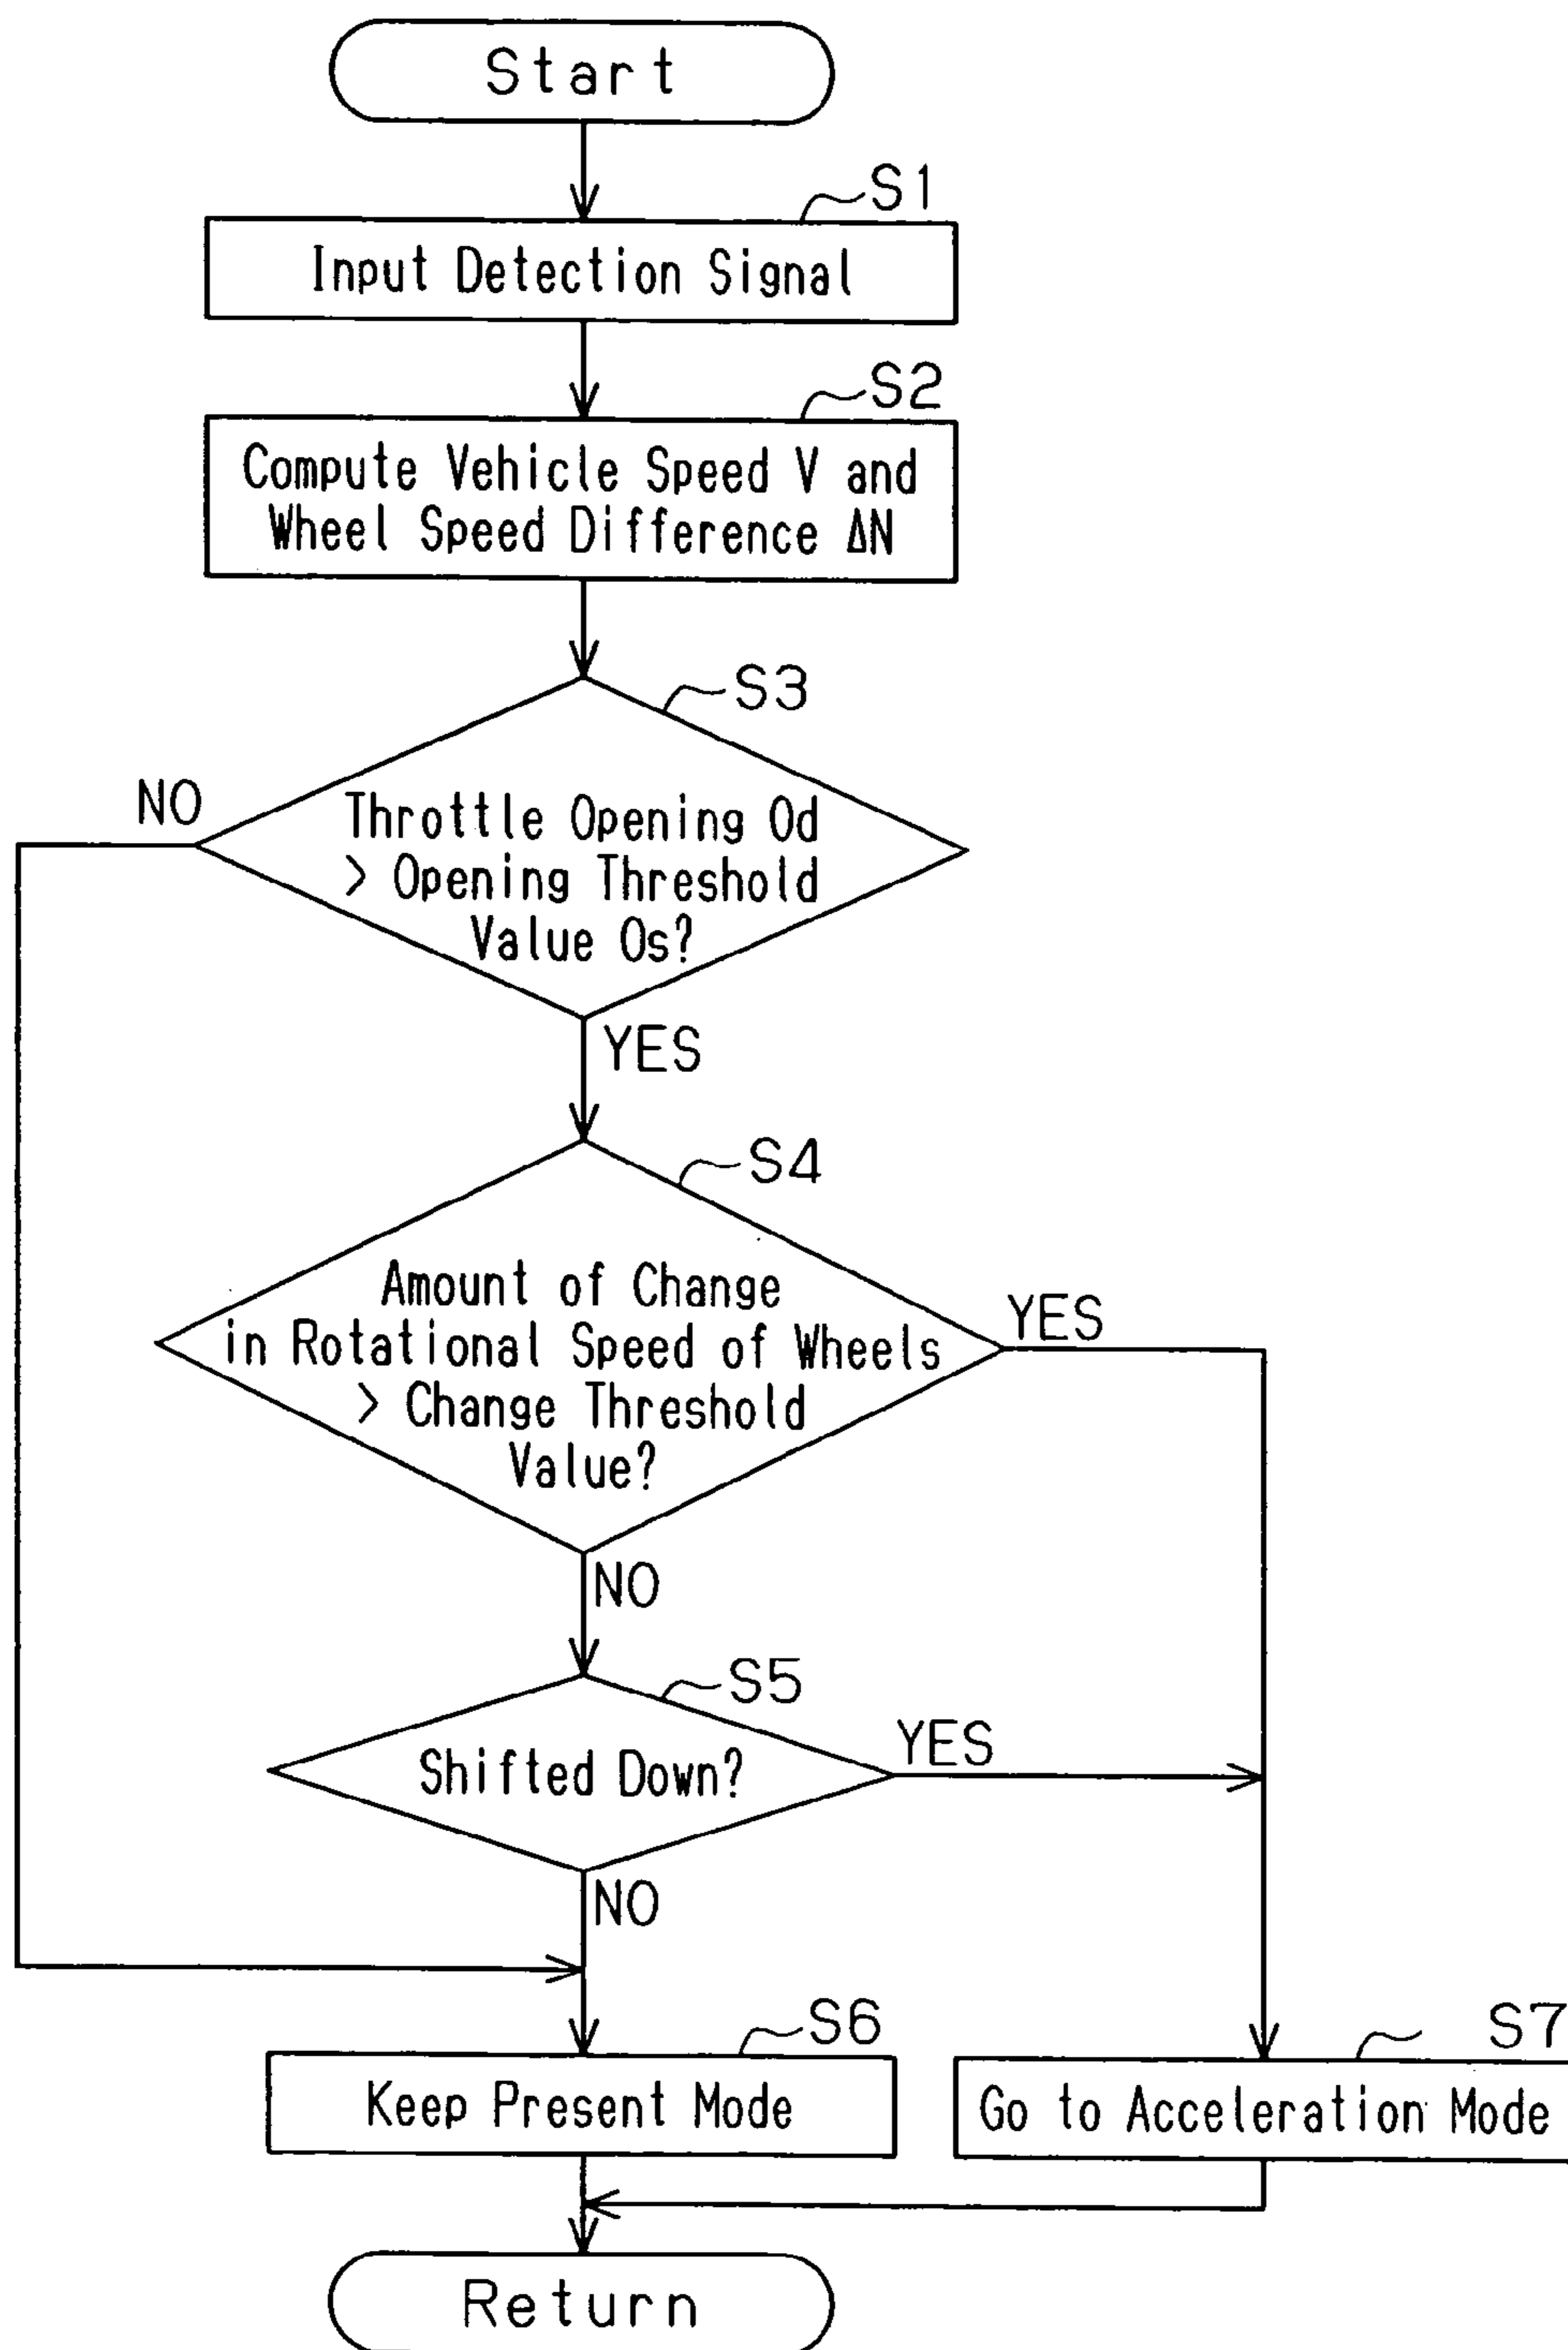 Start
S1
Input Detection Signal
S2
Compute Vehicle Speed V and
Wheel Speed Difference ΔN
S3
NO
Throttle Opening Od
> Opening Threshold
Value Os?
YES
S4
Amount of Change
in Rotational Speed of Wheels
> Change Threshold
Value?
YES
NO
S5
Shifted Down?
YES
NO
S6
Keep Present Mode
S7
Go to Acceleration Mode
Return